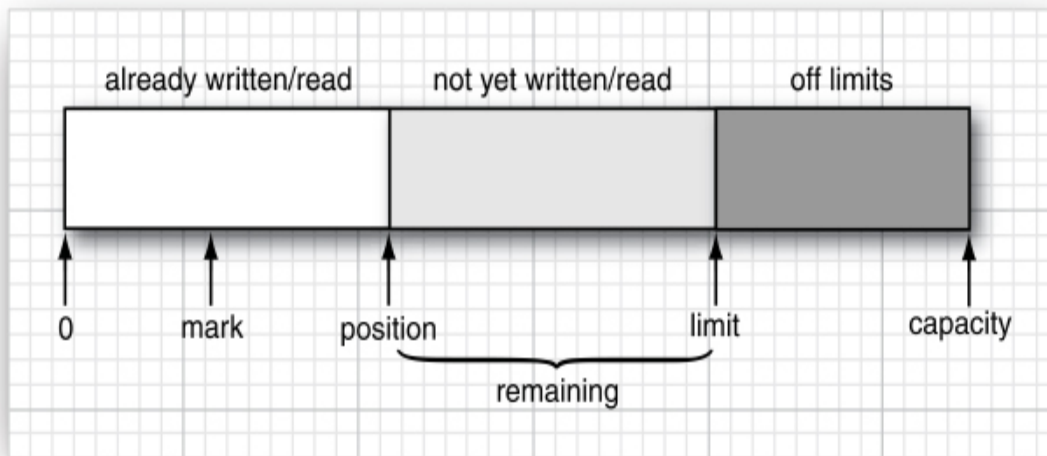 already written/read
not yet written/read
off limits
0
mark
position
limit
capacity
remaining